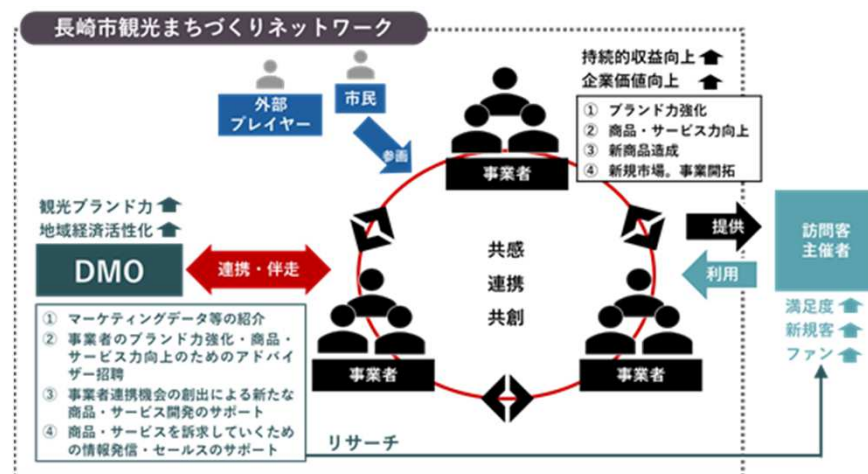 長崎市観光まちづくりネットワーク
外部
プレイヤー
市民
参画
持続的収益向上
企業価値向上
① ブランド力強化
② 商品・サービス力向上
③ 新商品造成
④ 新規市場。事業開拓
事業者
観光ブランド力
地域経済活性化
DMO
連携・伴走
共感
連携
共創
提供
利用
訪問客
主催者
満足度
新規客
ファン
事業者
事業者
① マーケティングデータ等の紹介
② 事業者のブランド力強化・商品・
サービス力向上のためのアドバイ
ザー招聘
③ 事業者連携機会の創出による新たな
商品・サービス開発のサポート
④ 商品・サービスを訴求していくため
の情報発信・セールスのサポート
リサーチ